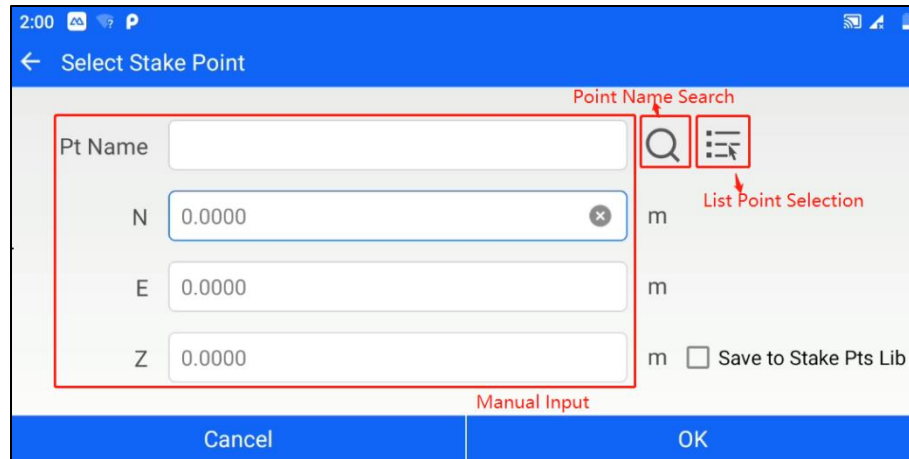 2:00
Select Stake Point
Point Name Search
Pt Name
List Point Selection
N 0.0000 m
E 0.0000 m
Z 0.0000 m Save to Stake Pts Lib
Manual Input
Cancel OK